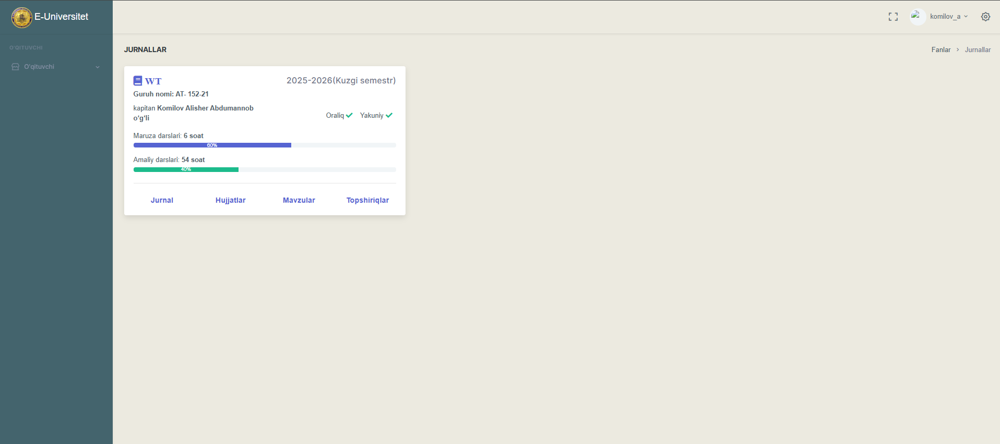 E-Universitet
komilov_a
O'QITUVCHI
O'qituvchi
JURNALLAR
Fanlar > Jurnallar
WT
2025-2026(Kuzgi semestr)
Guruh nomi: AT- 152-21
kapitan Komilov Alisher Abdumannob
o‘g‘li
Oraliq Yakuniy
Maruza darslari: 6 soat
60%
Amaliy darslari: 54 soat
40%
Jurnal Hujjatlar Mavzular Topshiriqlar